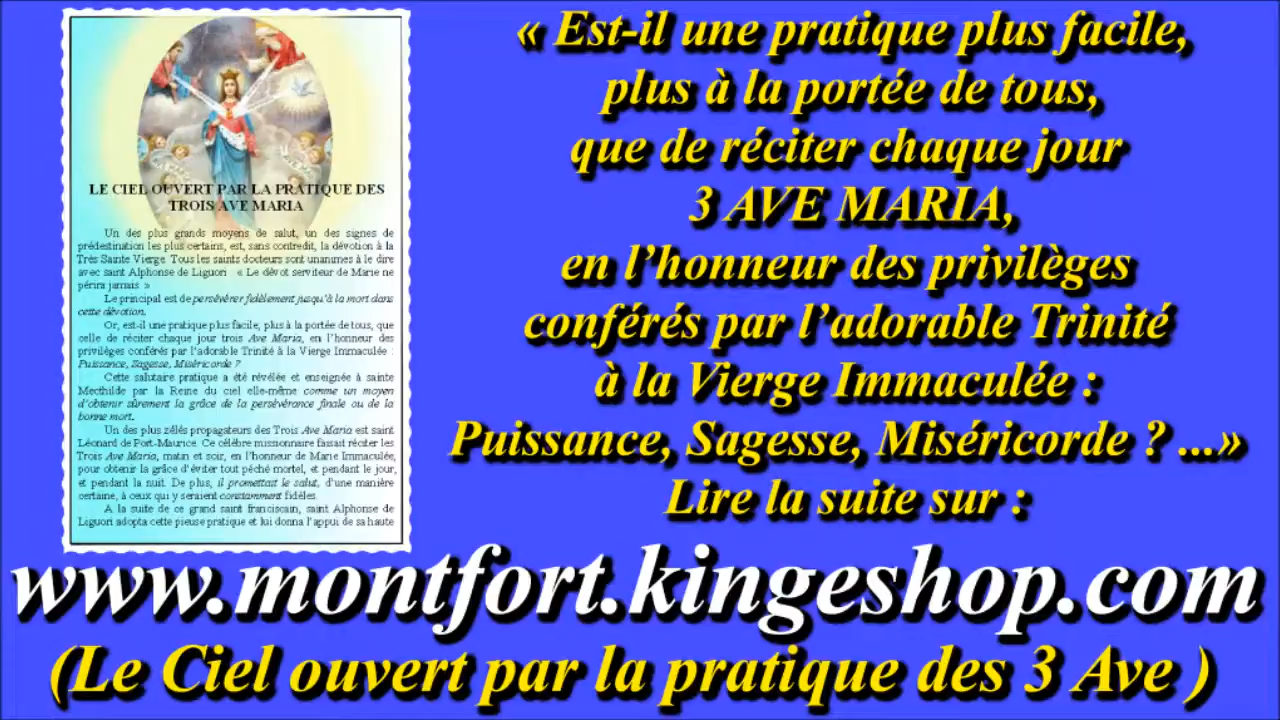 LE CIEL OUVERT PAR LA PRATIQUE DES
TROIS AVE MARIA
Un des plus grands moyens de salut, un des signes de
prédestination les plus certains, est, sans contredit, la dévotion à la
Très Sainte Vierge. Tous les saints docteurs sont unanimes à le dire
avec saint Alphonse de Liguori : « Le dévot serviteur de Marie ne
périra jamais. »
Le principal est de persévérer fidèlement jusqu'à la mort dans
cette dévotion.
Or, est-il une pratique plus facile, plus à la portée de tous, que
celle de réciter chaque jour trois Ave Maria, en l'honneur des
privilèges conférés par l'adorable Trinité à la Vierge Immaculée :
Puissance, Sagesse, Miséricorde ?
Cette salutaire pratique a été révélée et enseignée à sainte
Mecthilde par la Reine du ciel elle-même comme un moyen
d'obtenir sûrement la grâce de la persévérance finale ou de la
bonne mort.
Un des plus zélés propagateurs des Trois Ave Maria est saint
Léonard de Port-Maurice. Ce célèbre missionnaire faisait réciter les
Trois Ave Maria, matin et soir, en l'honneur de Marie Immaculée,
pour obtenir la grâce d'éviter tout péché mortel, et pendant le jour,
et pendant la nuit. De plus, il promettait le salut, d'une manière
certaine, à ceux qui y seraient constamment fidèles.
A la suite de ce grand saint franciscain, saint Alphonse de
Liguori adopta cette pieuse pratique et lui donna l'appui de sa haute
« Est-il une pratique plus facile,
plus à la portée de tous,
que de réciter chaque jour
3 AVE MARIA,
en l'honneur des privilèges
conférés par l'adorable Trinité
à la Vierge Immaculée :
Puissance, Sagesse, Miséricorde ? ...»
Lire la suite sur :
www.montfort.kingeshop.com
(Le Ciel ouvert par la pratique des 3 Ave )